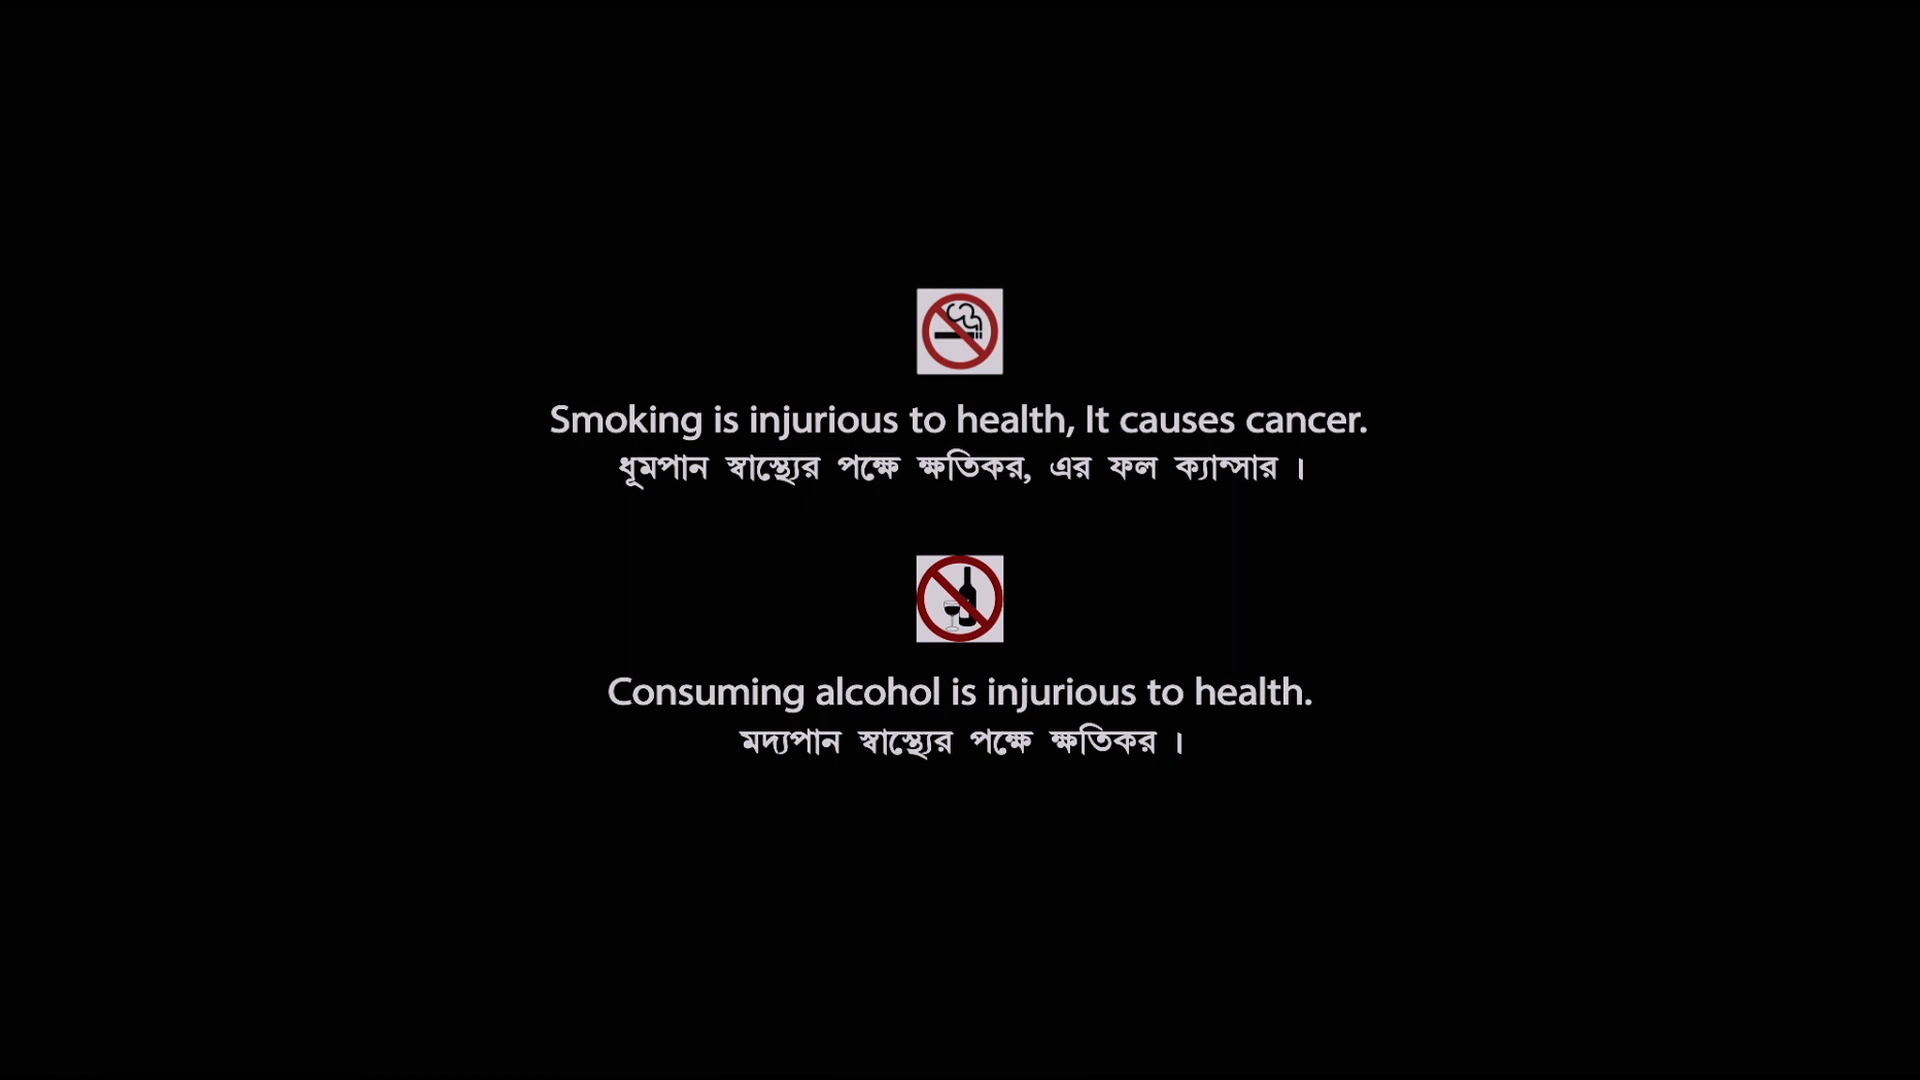 Smoking is injurious to health, It causes cancer.
ধূমপান স্বাস্থ্যের পক্ষে ক্ষতিকর, এর ফল ক্যান্সার ।
Consuming alcohol is injurious to health.
মদ্যপান স্বাস্থ্যের পক্ষে ক্ষতিকর ।